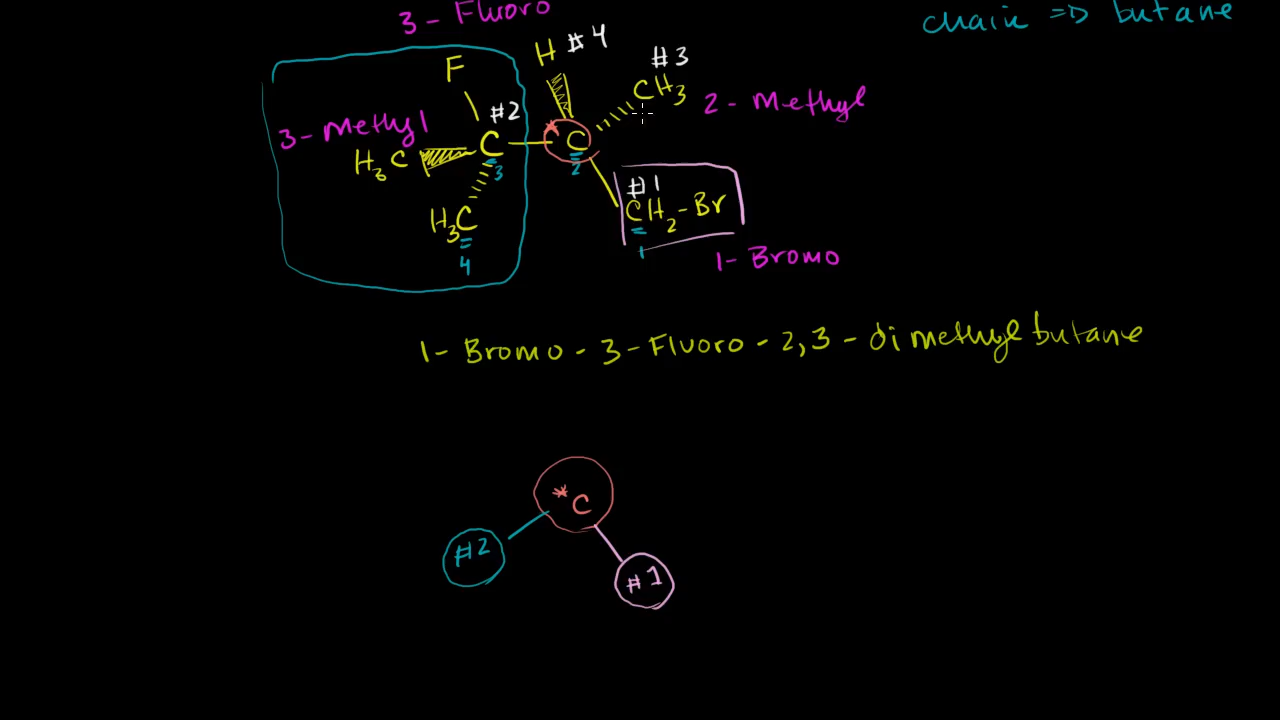 3 - Fluoro
chain => butane
H #4
#3
F
CH3
#2
2 - Methyl
3 - Methyl
C * C
H3C
3 2
#1
H3C
CH2 - Br
4
1
1 - Bromo
1 - Bromo - 3 - Fluoro - 2,3 - dimethyl butane
* C
#2
#1